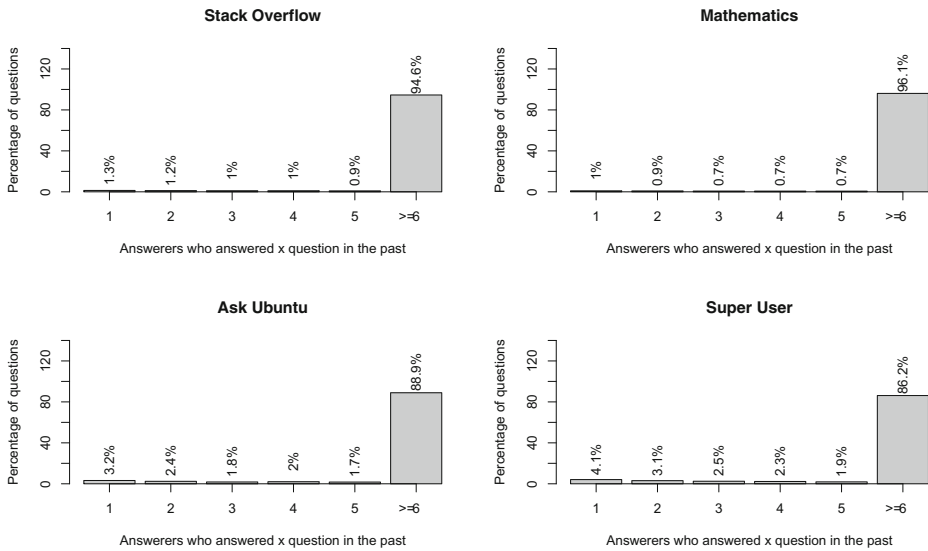 Stack Overflow
Percentage of questions
0 40 80 120
1.3% 1.2% 1% 1% 0.9% 94.6%
1 2 3 4 5 >=6
Answerers who answered x question in the past
Mathematics
Percentage of questions
0 40 80 120
1% 0.9% 0.7% 0.7% 0.7% 96.1%
1 2 3 4 5 >=6
Answerers who answered x question in the past
Ask Ubuntu
Percentage of questions
0 40 80 120
3.2% 2.4% 1.8% 2% 1.7% 88.9%
1 2 3 4 5 >=6
Answerers who answered x question in the past
Super User
Percentage of questions
0 40 80 120
4.1% 3.1% 2.5% 2.3% 1.9% 86.2%
1 2 3 4 5 >=6
Answerers who answered x question in the past